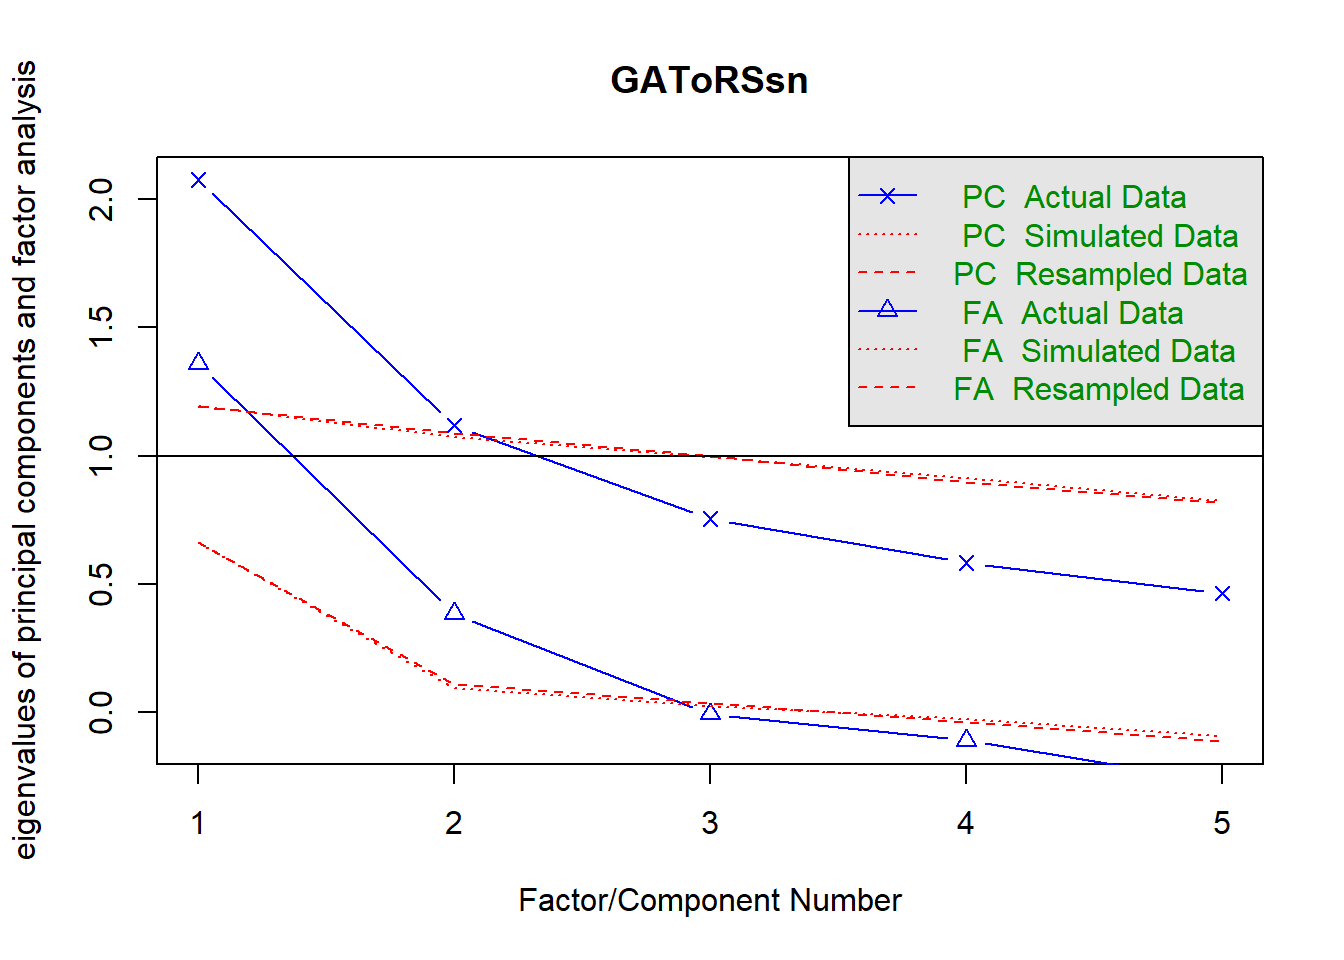 GAToRSsn
eigenvalues of principal components and factor analysis
2.0
1.5
1.0
0.5
0.0
PC Actual Data
PC Simulated Data
PC Resampled Data
FA Actual Data
FA Simulated Data
FA Resampled Data
1 2 3 4 5
Factor/Component Number